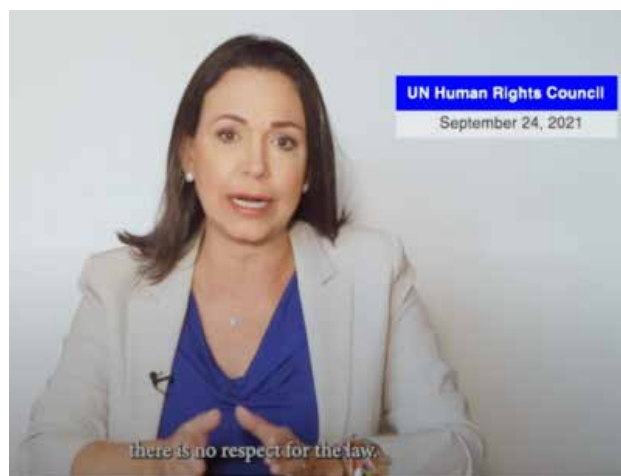 UN Human Rights Council
September 24, 2021
there is no respect for the law.